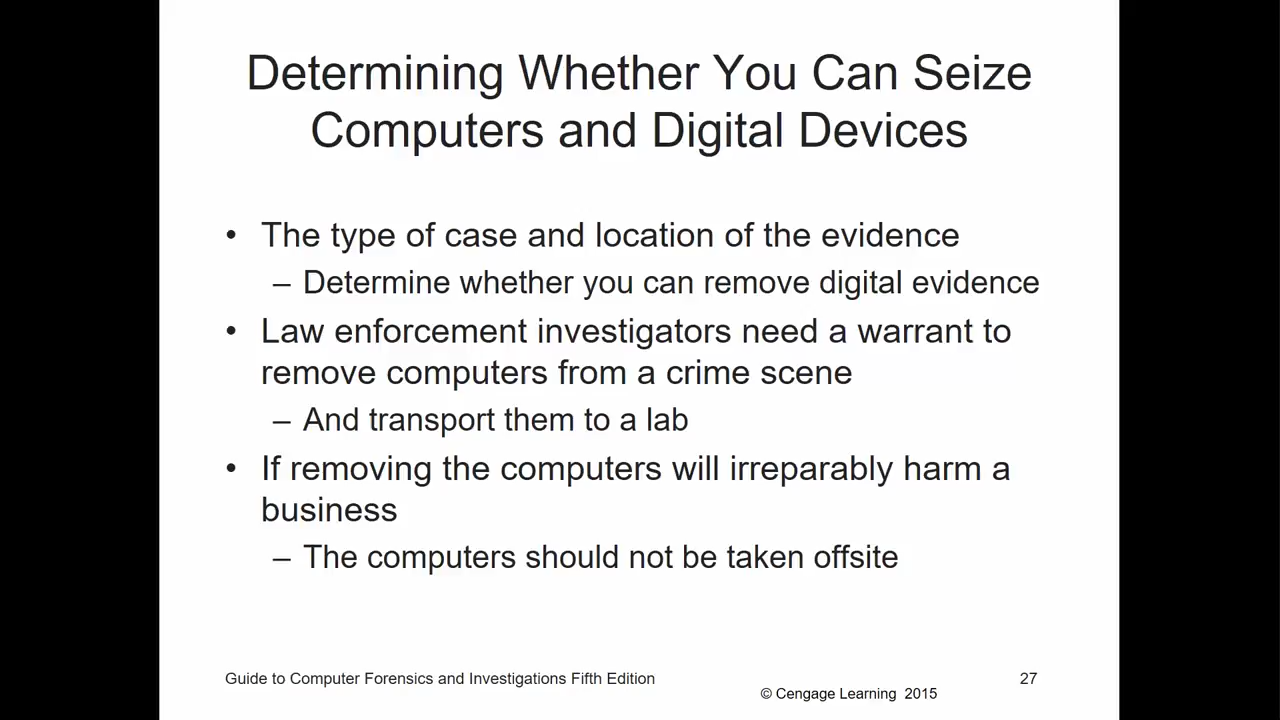 Determining Whether You Can Seize
Computers and Digital Devices
• The type of case and location of the evidence
– Determine whether you can remove digital evidence
• Law enforcement investigators need a warrant to
remove computers from a crime scene
– And transport them to a lab
• If removing the computers will irreparably harm a
business
– The computers should not be taken offsite
Guide to Computer Forensics and Investigations Fifth Edition
27
© Cengage Learning 2015